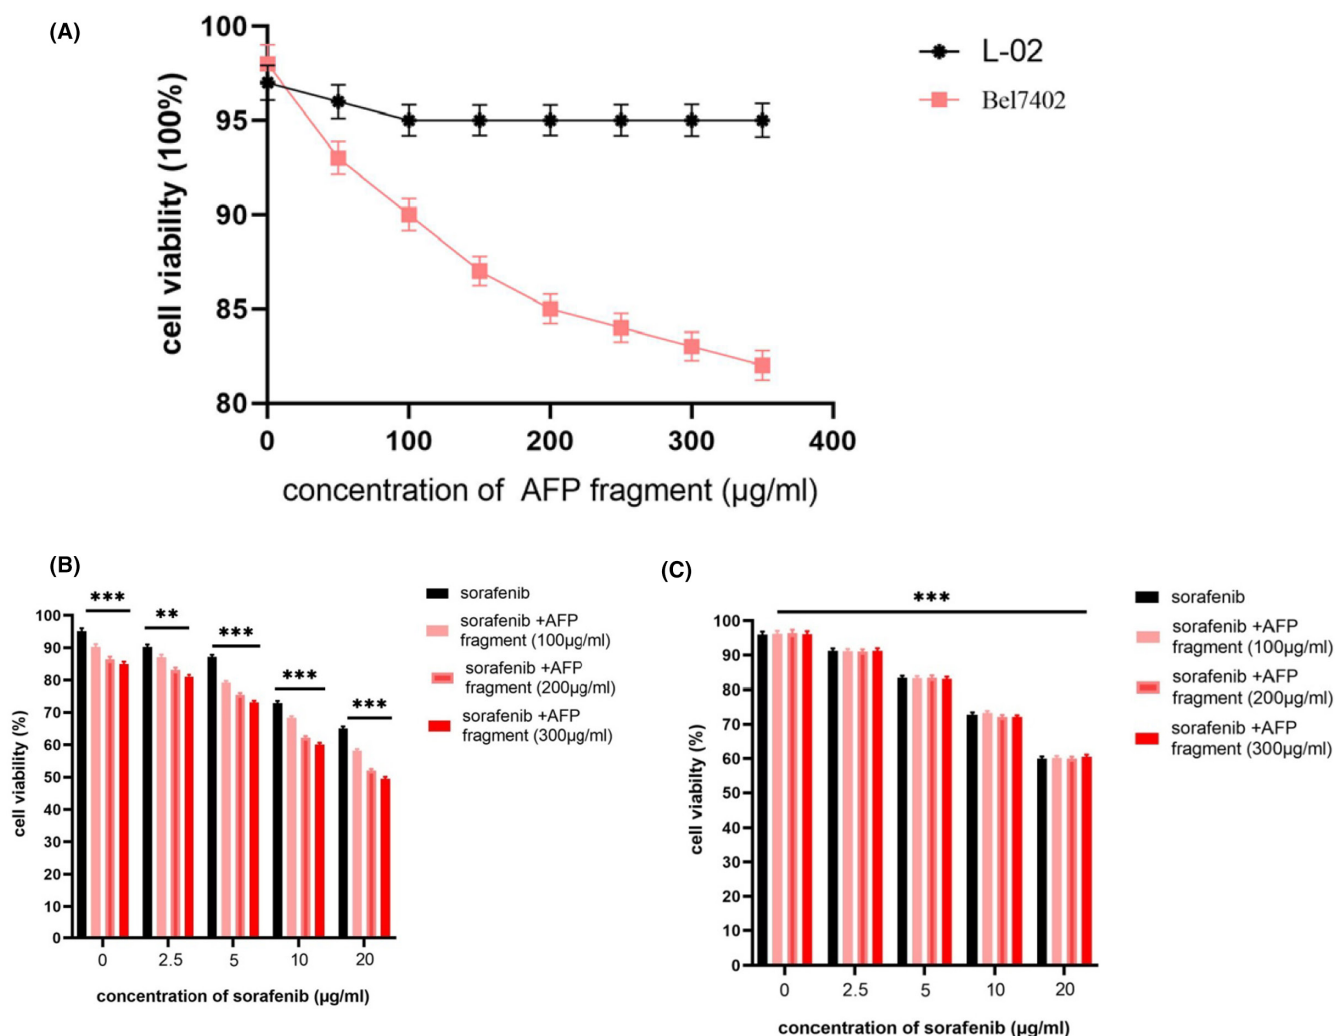 (A)
100
95
90
85
80
cell viability (100%)
0
100
200
300
400
concentration of AFP fragment (µg/ml)
L-02
Bel7402
(B)
100
90
80
70
60
50
40
30
20
10
0
cell viability (%)
***
**
***
***
***
0
2.5
5
10
20
concentration of sorafenib (µg/ml)
sorafenib
sorafenib +AFP
fragment (100µg/ml)
sorafenib +AFP
fragment (200µg/ml)
sorafenib +AFP
fragment (300µg/ml)
(C)
100
90
80
70
60
50
40
30
20
10
0
cell viabilty (%)
***
0
2.5
5
10
20
concentration of sorafenib (µg/ml)
sorafenib
sorafenib +AFP
fragment (100µg/ml)
sorafenib +AFP
fragment (200µg/ml)
sorafenib +AFP
fragment (300µg/ml)